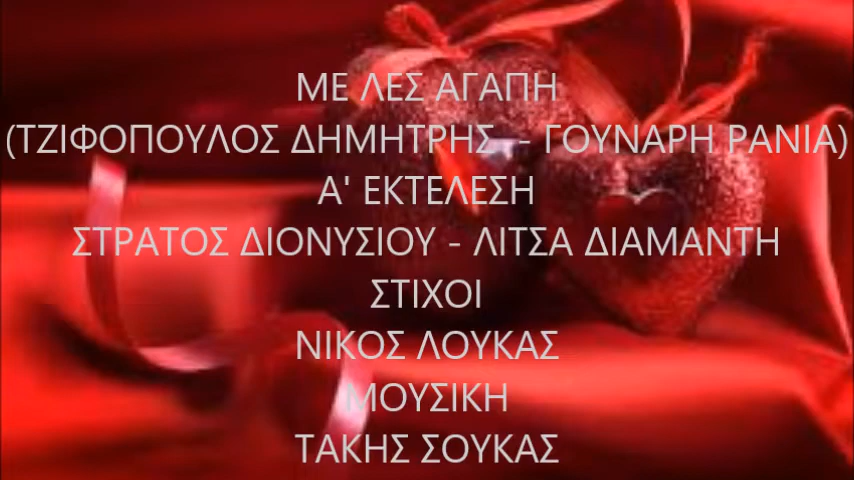 ΜΕ ΛΕΣ ΑΓΑΠΗ
(ΤΖΙΦΟΠΟΥΛΟΣ ΔΗΜΗΤΡΗΣ - ΓΟΥΝΑΡΗ ΡΑΝΙΑ)
Α' ΕΚΤΕΛΕΣΗ
ΣΤΡΑΤΟΣ ΔΙΟΝΥΣΙΟΥ - ΛΙΤΣΑ ΔΙΑΜΑΝΤΗ
ΣΤΙΧΟΙ
ΝΙΚΟΣ ΛΟΥΚΑΣ
ΜΟΥΣΙΚΗ
ΤΑΚΗΣ ΣΟΥΚΑΣ